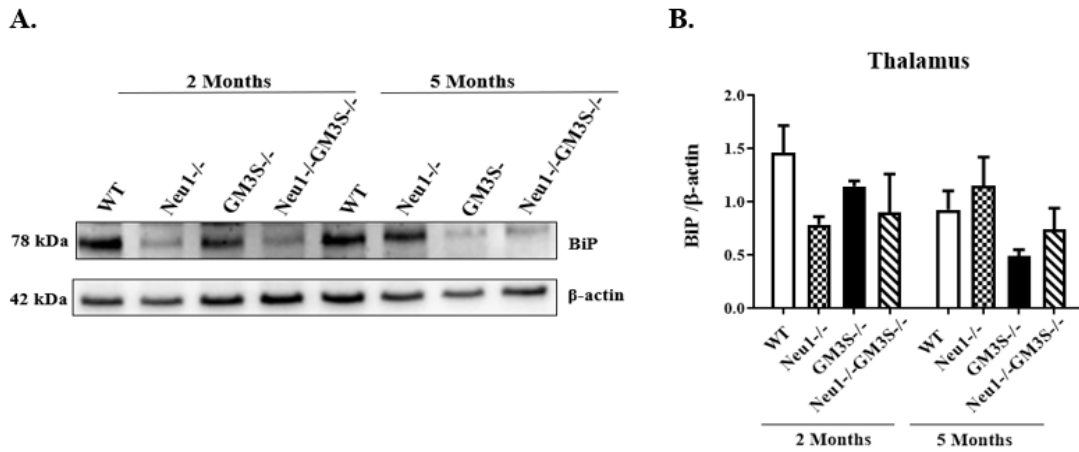 A.
2 Months
5 Months
WT
Neu1-/-
GM3S-/-
Neu1-/-GM3S-/-
WT
Neu1-/-
GM3S-
Neu1-/-GM3S-/-
78 kDa
BiP
42 kDa
β-actin
B.
Thalamus
BiP /β-actin
2.0
1.5
1.0
0.5
0.0
WT
Neu1-/-
GM3S-/-
Neu1-/-GM3S-/-
WT
Neu1-/-
GM3S-/-
Neu1-/-GM3S-/-
2 Months
5 Months